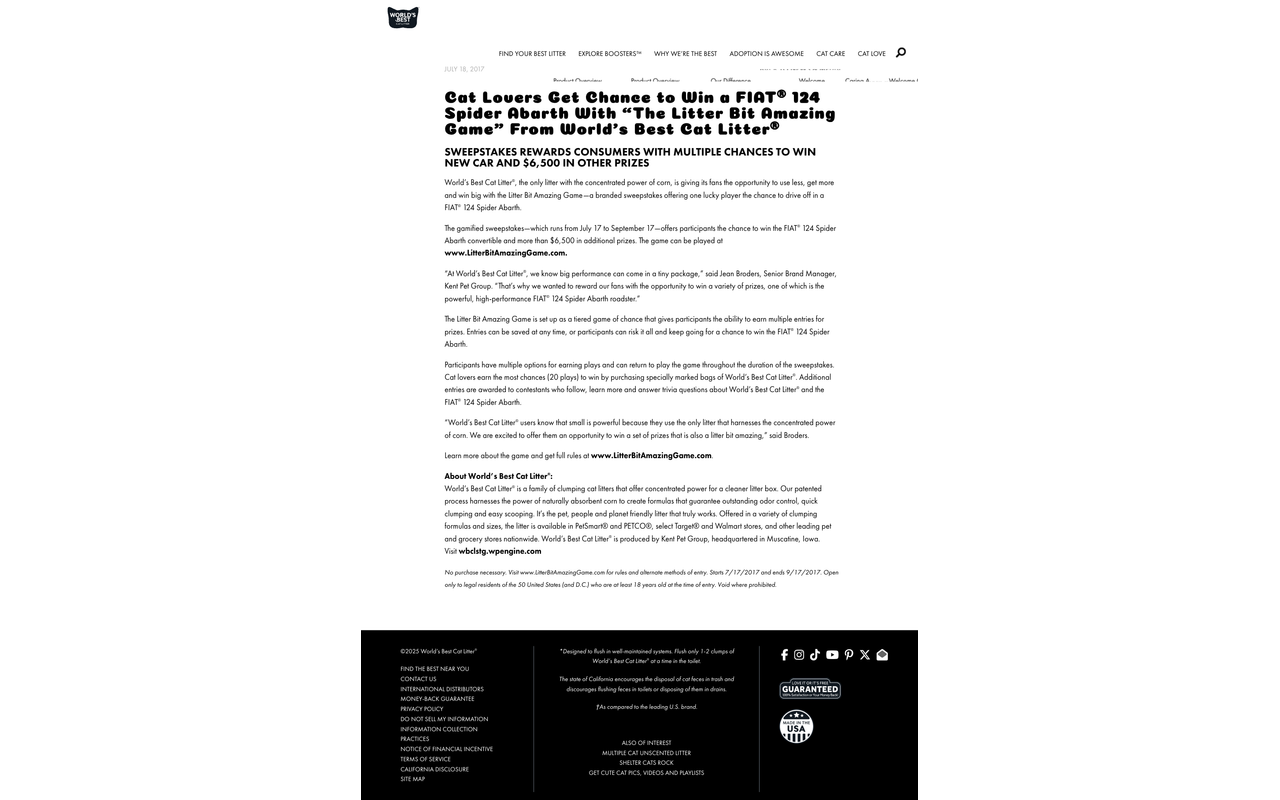 WORLD'S
BEST
FIND YOUR BEST LITTER EXPLORE BOOSTERS™ WHY WE'RE THE BEST ADOPTION IS AWESOME CAT CARE CAT LOVE
JULY 18, 2017
Product Overview Product Overview Our Difference Welcome Caring A Welcome
Cat Lovers Get Chance to Win a FIAT® 124
Spider Abarth With “The Litter Bit Amazing
Game” From World’s Best Cat Litter®
SWEEPSTAKES REWARDS CONSUMERS WITH MULTIPLE CHANCES TO WIN
NEW CAR AND $6,500 IN OTHER PRIZES
World’s Best Cat Litter®, the only litter with the concentrated power of corn, is giving its fans the opportunity to use less, get more
and win big with the Litter Bit Amazing Game—a branded sweepstakes offering one lucky player the chance to drive off in a
FIAT® 124 Spider Abarth.
The gamified sweepstakes—which runs from July 17 to September 17—offers participants the chance to win the FIAT® 124 Spider
Abarth convertible and more than $6,500 in additional prizes. The game can be played at
www.LitterBitAmazingGame.com.
“At World’s Best Cat Litter®, we know big performance can come in a tiny package,” said Jean Broders, Senior Brand Manager,
Kent Pet Group. “That’s why we wanted to reward our fans with the opportunity to win a variety of prizes, one of which is the
powerful, high-performance FIAT® 124 Spider Abarth roadster.”
The Litter Bit Amazing Game is set up as a tiered game of chance that gives participants the ability to earn multiple entries for
prizes. Entries can be saved at any time, or participants can risk it all and keep going for a chance to win the FIAT® 124 Spider
Abarth.
Participants have multiple options for earning plays and can return to play the game throughout the duration of the sweepstakes.
Cat lovers earn the most chances (20 plays) to win by purchasing specially marked bags of World’s Best Cat Litter®. Additional
entries are awarded to contestants who follow, learn more and answer trivia questions about World’s Best Cat Litter® and the
FIAT® 124 Spider Abarth.
“World’s Best Cat Litter® users know that small is powerful because they use the only litter that harnesses the concentrated power
of corn. We are excited to offer them an opportunity to win a set of prizes that is also a litter bit amazing,” said Broders.
Learn more about the game and get full rules at www.LitterBitAmazingGame.com.
About World’s Best Cat Litter®:
World’s Best Cat Litter® is a family of clumping cat litters that offer concentrated power for a cleaner litter box. Our patented
process harnesses the power of naturally absorbent corn to create formulas that guarantee outstanding odor control, quick
clumping and easy scooping. It’s the pet, people and planet friendly litter that truly works. Offered in a variety of clumping
formulas and sizes, the litter is available in PetSmart® and PETCO®, select Target® and Walmart stores, and other leading pet
and grocery stores nationwide. World’s Best Cat Litter® is produced by Kent Pet Group, headquartered in Muscatine, Iowa.
Visit wbclstg.wpengine.com
No purchase necessary. Visit www.LitterBitAmazingGame.com for rules and alternate methods of entry. Starts 7/17/2017 and ends 9/17/2017. Open
only to legal residents of the 50 United States (and D.C.) who are at least 18 years old at the time of entry. Void where prohibited.
©2025 World’s Best Cat Litter®
FIND THE BEST NEAR YOU
CONTACT US
INTERNATIONAL DISTRIBUTORS
MONEY-BACK GUARANTEE
PRIVACY POLICY
DO NOT SELL MY INFORMATION
INFORMATION COLLECTION
PRACTICES
NOTICE OF FINANCIAL INCENTIVE
TERMS OF SERVICE
CALIFORNIA DISCLOSURE
SITE MAP
*Designed to flush in well-maintained systems. Flush only 1-2 clumps of
World’s Best Cat Litter® at a time in the toilet.
The state of California encourages the disposal of cat feces in trash and
discourages flushing feces in toilets or disposing of them in drains.
†As compared to the leading U.S. brand.
ALSO OF INTEREST
MULTIPLE CAT UNSCENTED LITTER
SHELTER CATS ROCK
GET CUTE CAT PICS, VIDEOS AND PLAYLISTS
LOVE IT OR IT'S FREE
GUARANTEED
100% Satisfaction or Your Money Back
MADE IN THE
USA